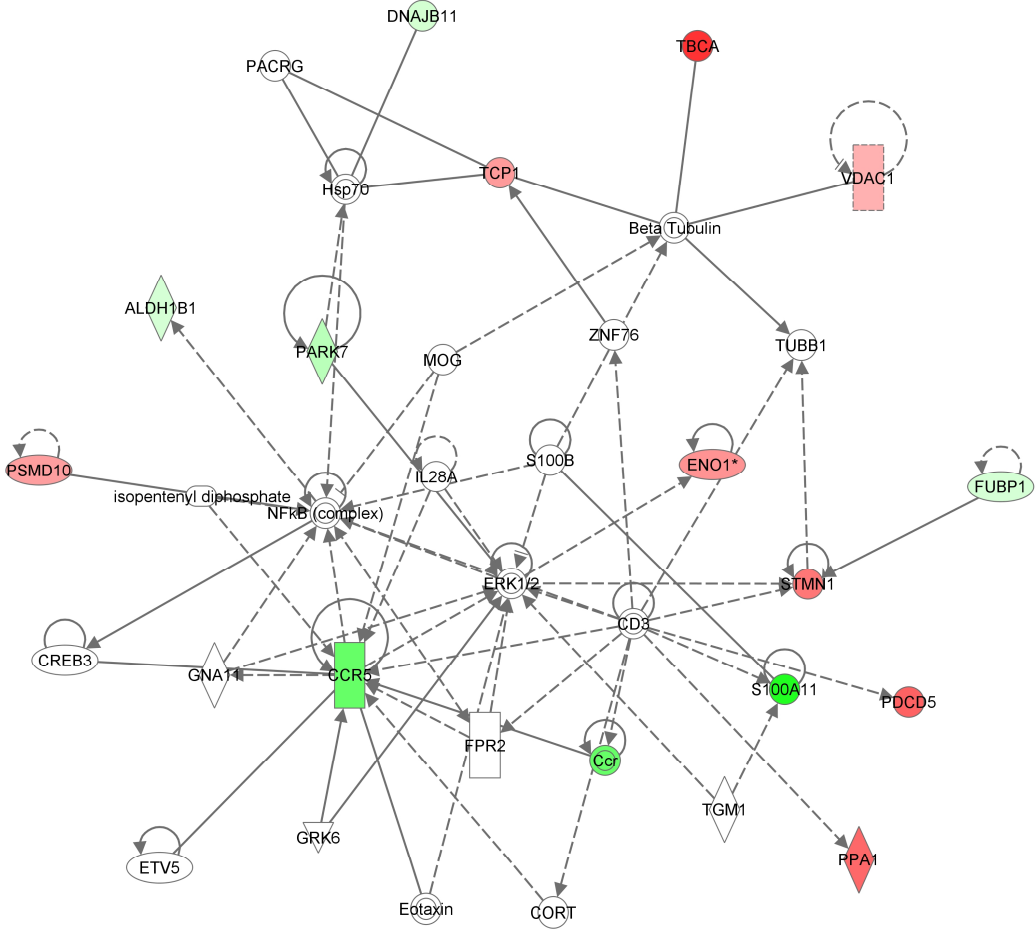 DNAJB11
TBCA
PACRG
TCP1
VDAC1
Hsp70
Beta Tubulin
ALDH1B1
ZNF76
TUBB1
PARK7
MOG
PSMD10
IL28A
S100B
ENO1*
FUBP1
isopentenyl diphosphate
NFkB (complex)
ERK1/2
STMN1
CD3
CREB3
GNA11
CCR5
S100A11
PDCD5
FPR2
Ccr
TGM1
GRK6
PPA1
ETV5
Eotaxin
CORT